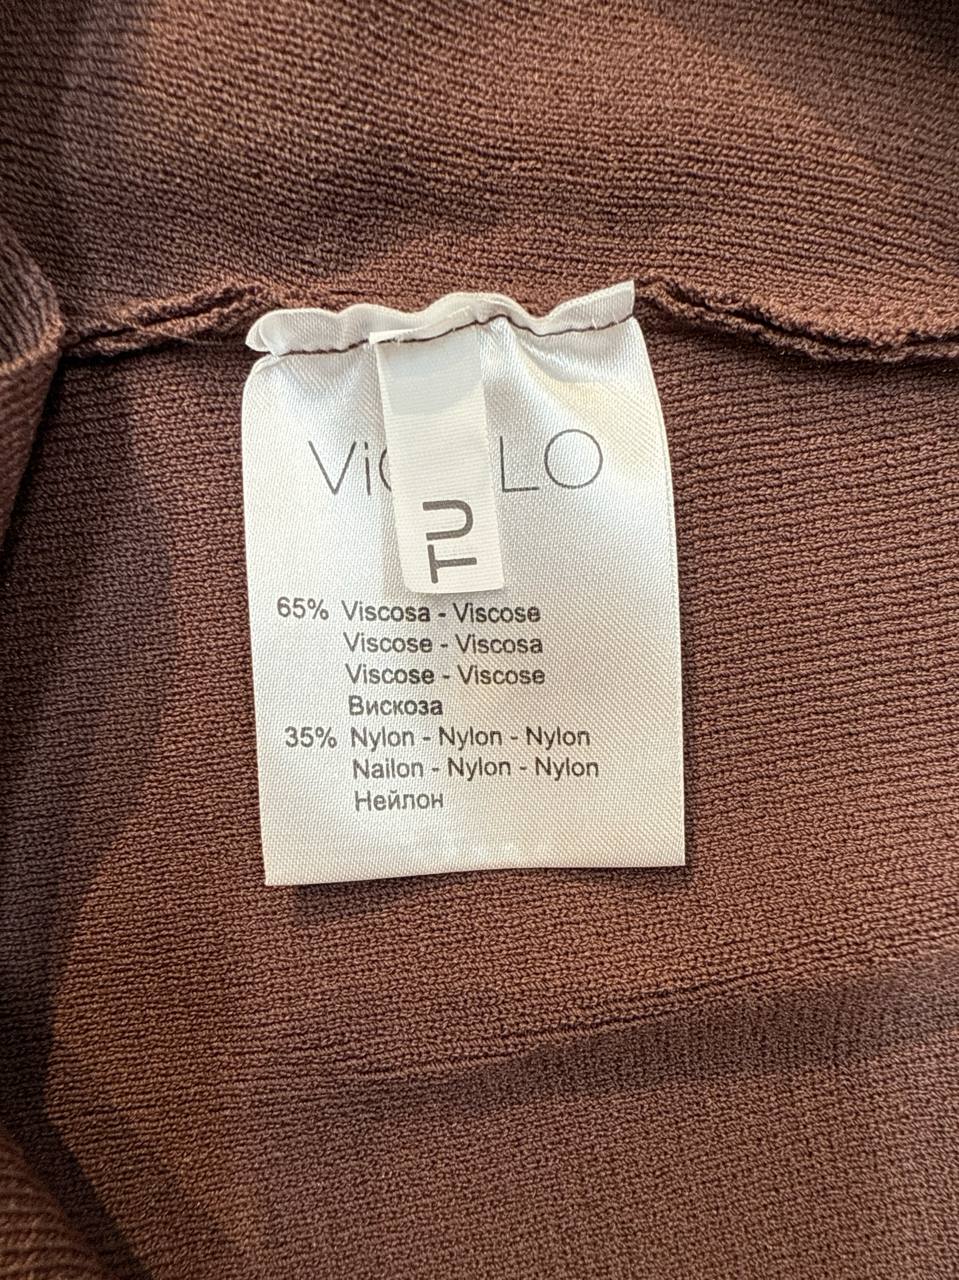 TU
65% Viscosa - Viscose
Viscose - Viscosa
Viscose - Viscose
Вискоза
35% Nylon - Nylon - Nylon
Nailon - Nylon - Nylon
Нейлон